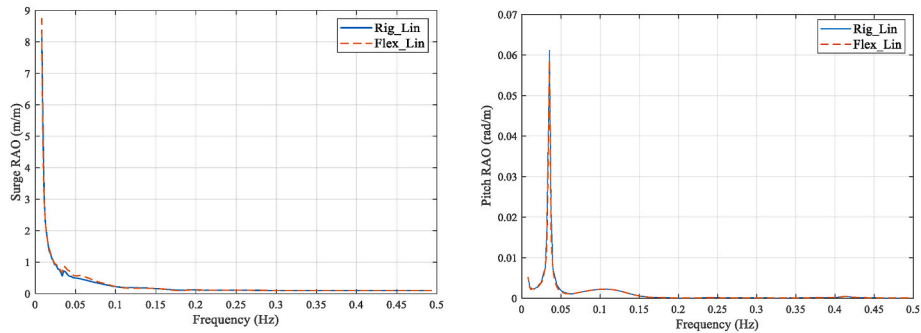 9
8
7
6
5
4
3
2
1
0
Surge RAO (m/m)
Rig_Lin
Flex_Lin
0 0.05 0.1 0.15 0.2 0.25 0.3 0.35 0.4 0.45 0.5
Frequency (Hz)
0.07
0.06
0.05
0.04
0.03
0.02
0.01
0
Pitch RAO (rad/m)
Rig_Lin
Flex_Lin
0 0.05 0.1 0.15 0.2 0.25 0.3 0.35 0.4 0.45 0.5
Frequency (Hz)